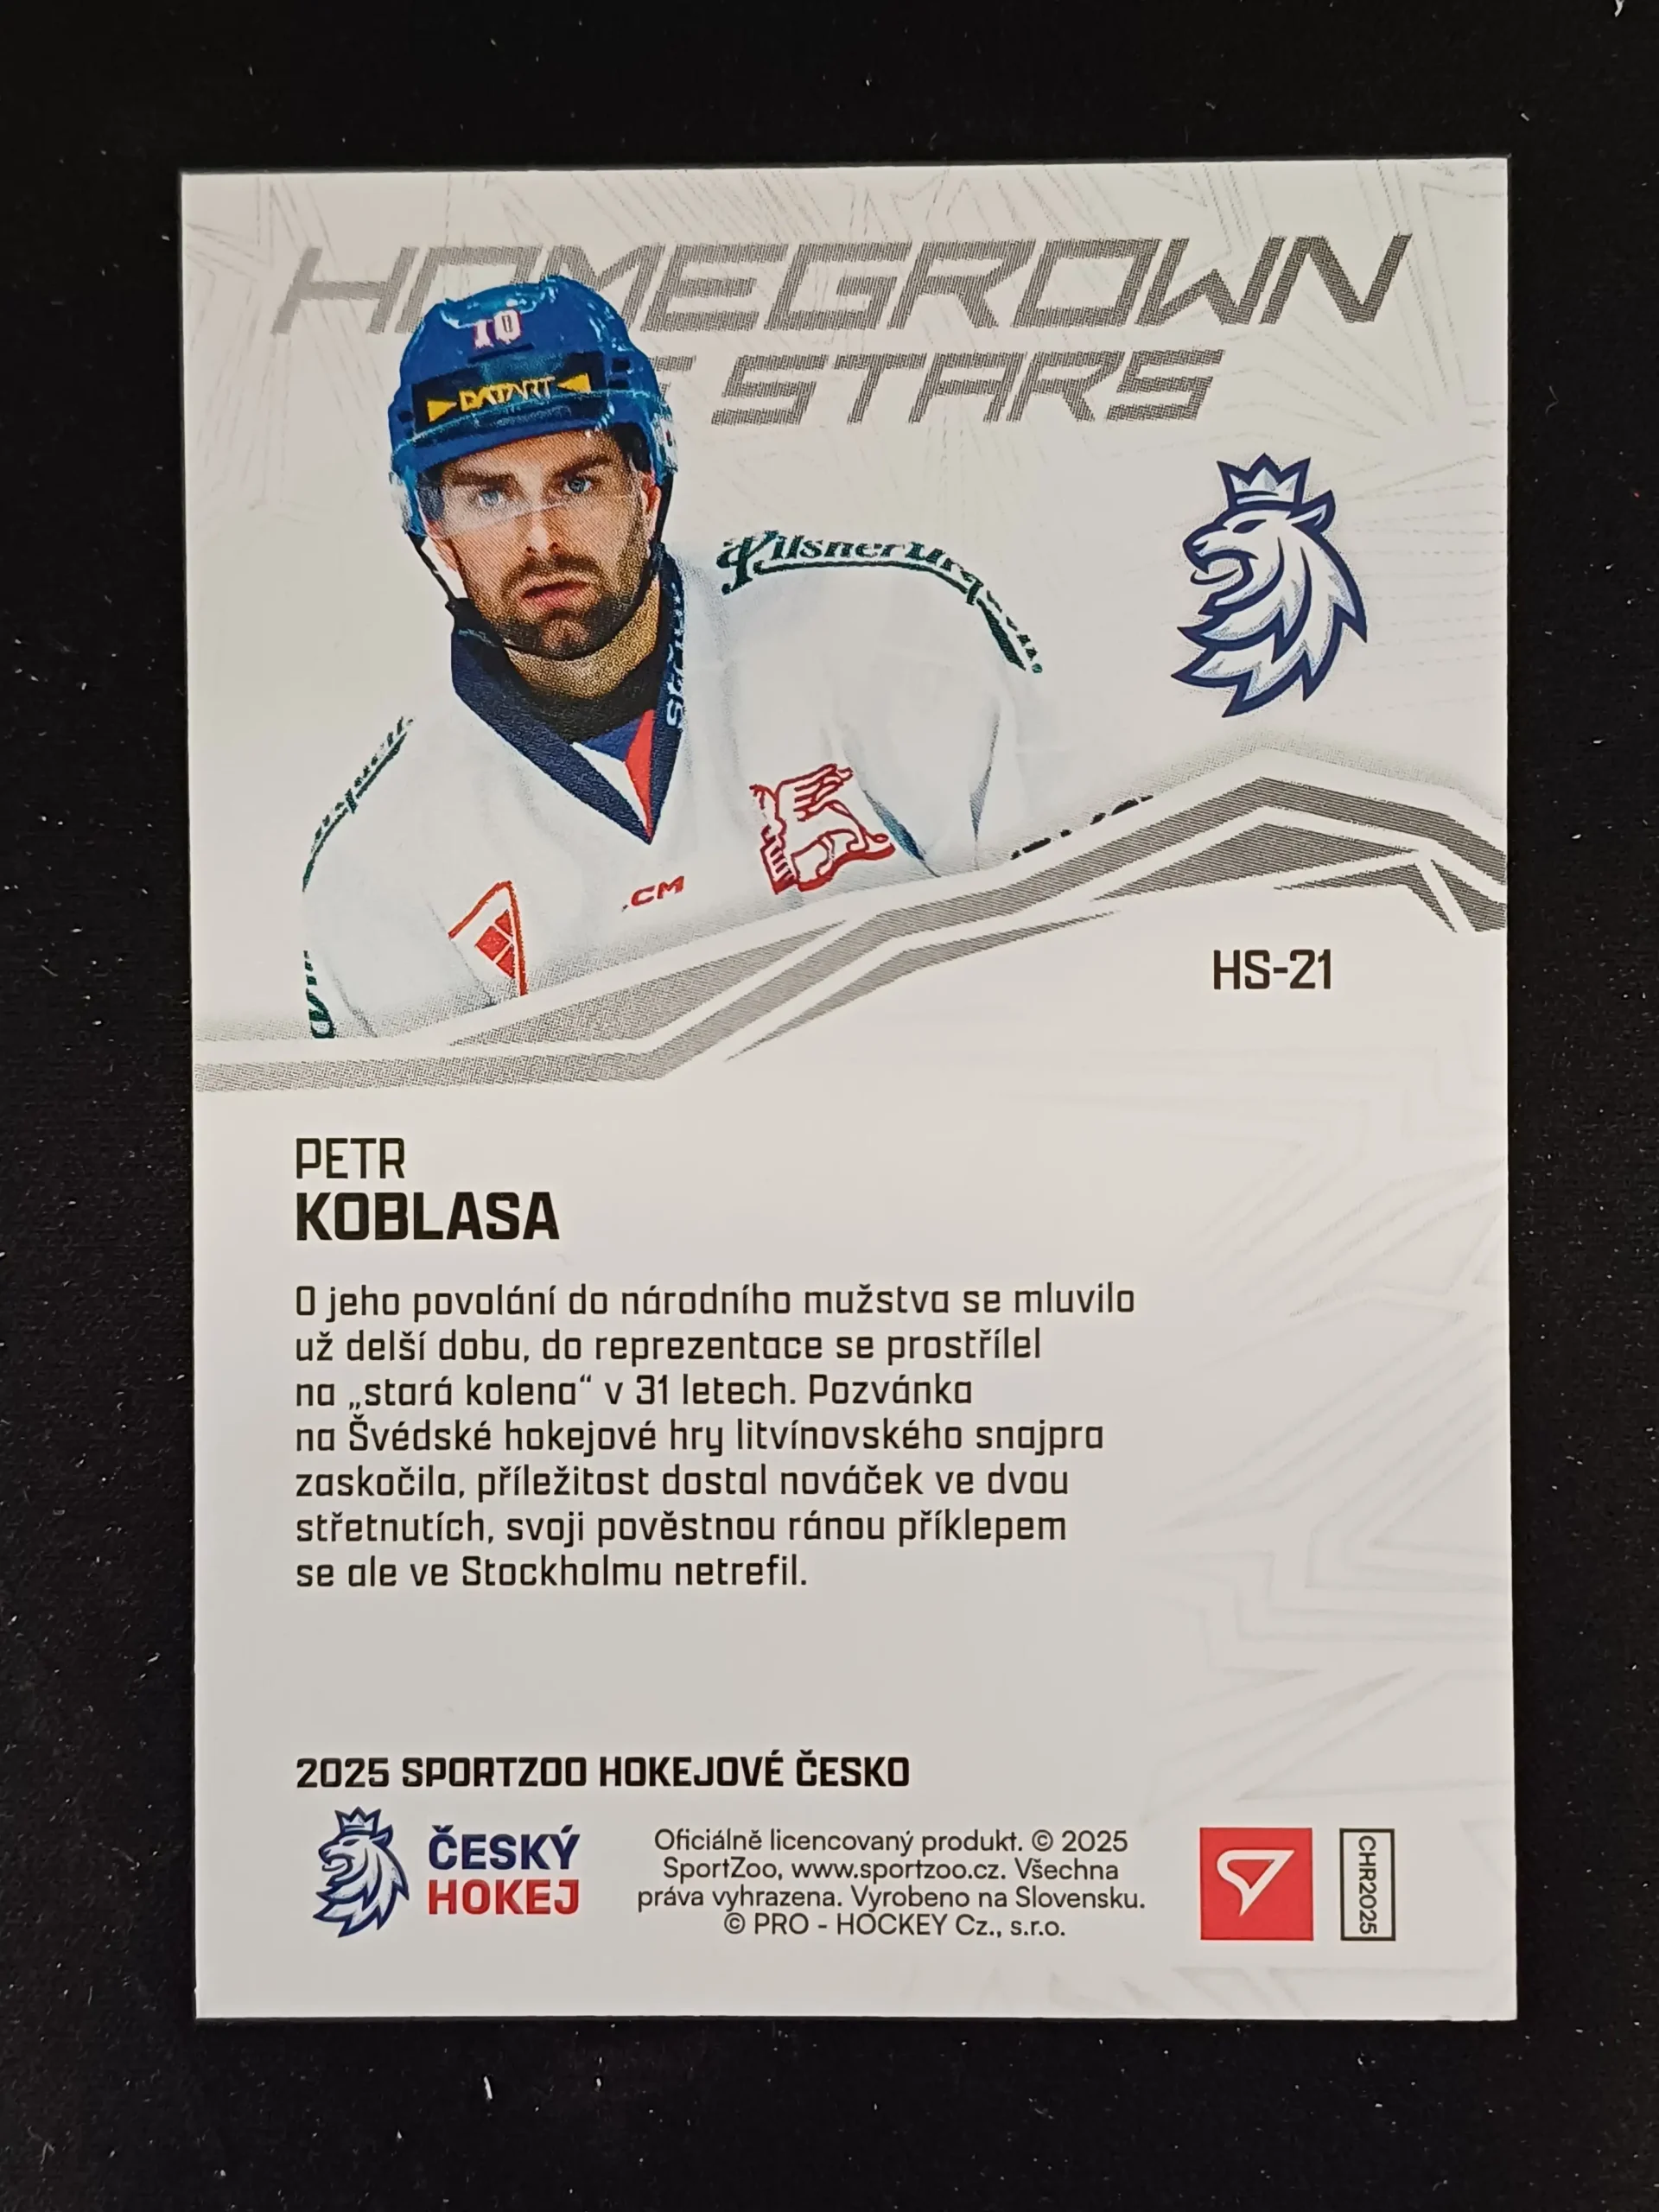 HOMEGROWN
STARS
10
DATART
Pilsner
CM
HS-21
PETR
KOBLASA
O jeho povolání do národního mužstva se mluvilo
už delší dobu, do reprezentace se prostřílel
na „stará kolena“ v 31 letech. Pozvánka
na Švédské hokejové hry litvínovského snajpra
zaskočila, příležitost dostal nováček ve dvou
střetnutích, svoji pověstnou ránou příklepem
se ale ve Stockholmu netrefil.
2025 SPORTZOO HOKEJOVÉ ČESKO
ČESKÝ
HOKEJ
Oficiálně licencovaný produkt. © 2025
SportZoo, www.sportzoo.cz. Všechna
práva vyhrazena. Vyrobeno na Slovensku.
© PRO - HOCKEY Cz., s.r.o.
CHR2025